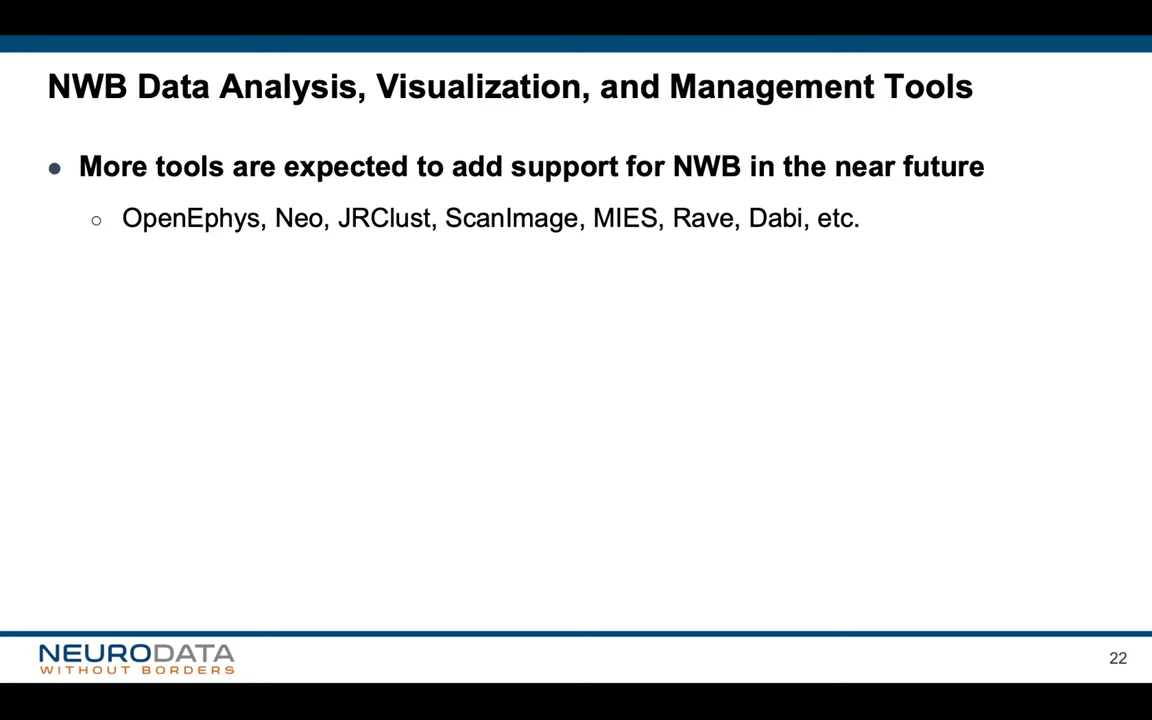 NWB Data Analysis, Visualization, and Management Tools
● More tools are expected to add support for NWB in the near future
○ OpenEphys, Neo, JRClust, ScanImage, MIES, Rave, Dabi, etc.
NEURODATA
WITHOUT BORDERS
22